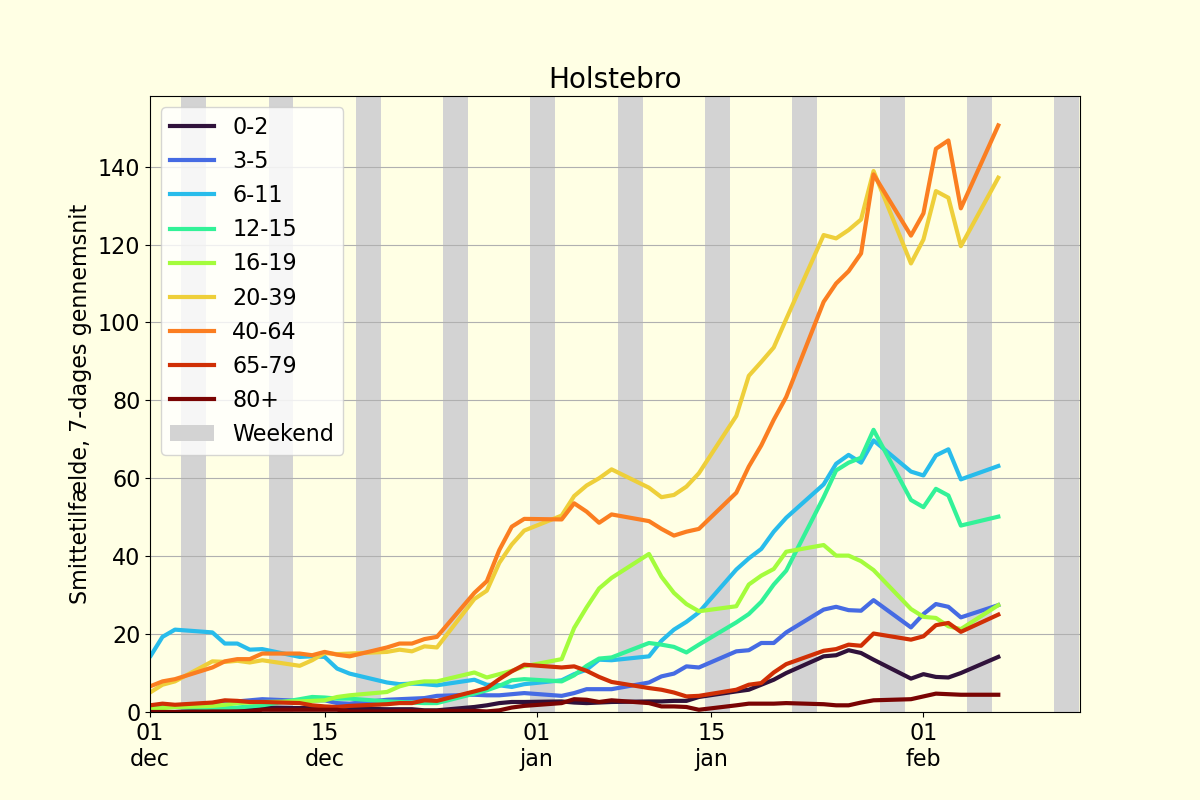 Holstebro
Smittetilfælde, 7-dages gennemsnit
140
120
100
80
60
40
20
0
0-2
3-5
6-11
12-15
16-19
20-39
40-64
65-79
80+
Weekend
01
dec
15
dec
01
jan
15
jan
01
feb